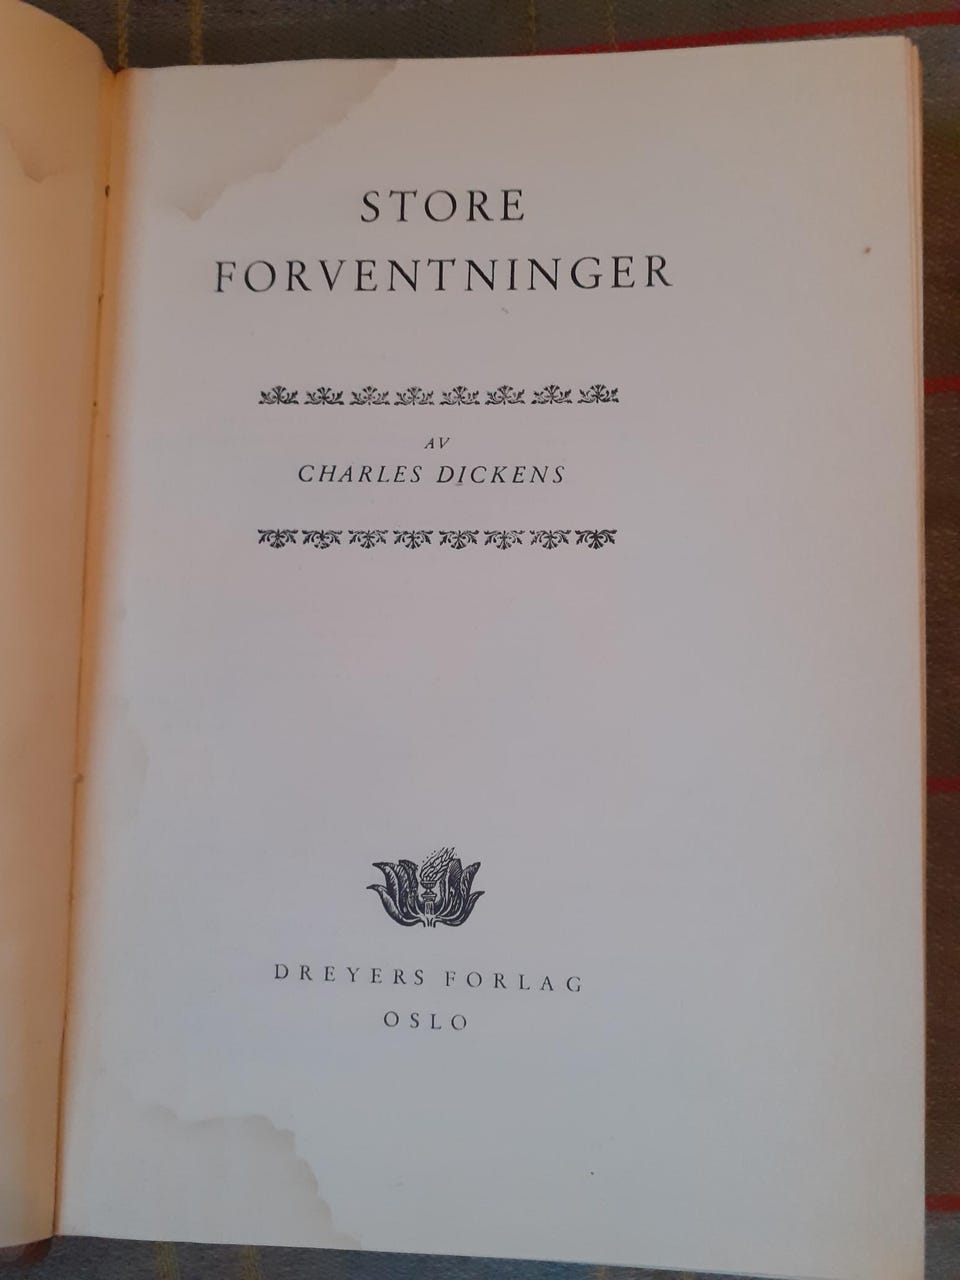 STORE
FORVENTNINGER
AV
CHARLES DICKENS
DREYERS FORLAG
OSLO